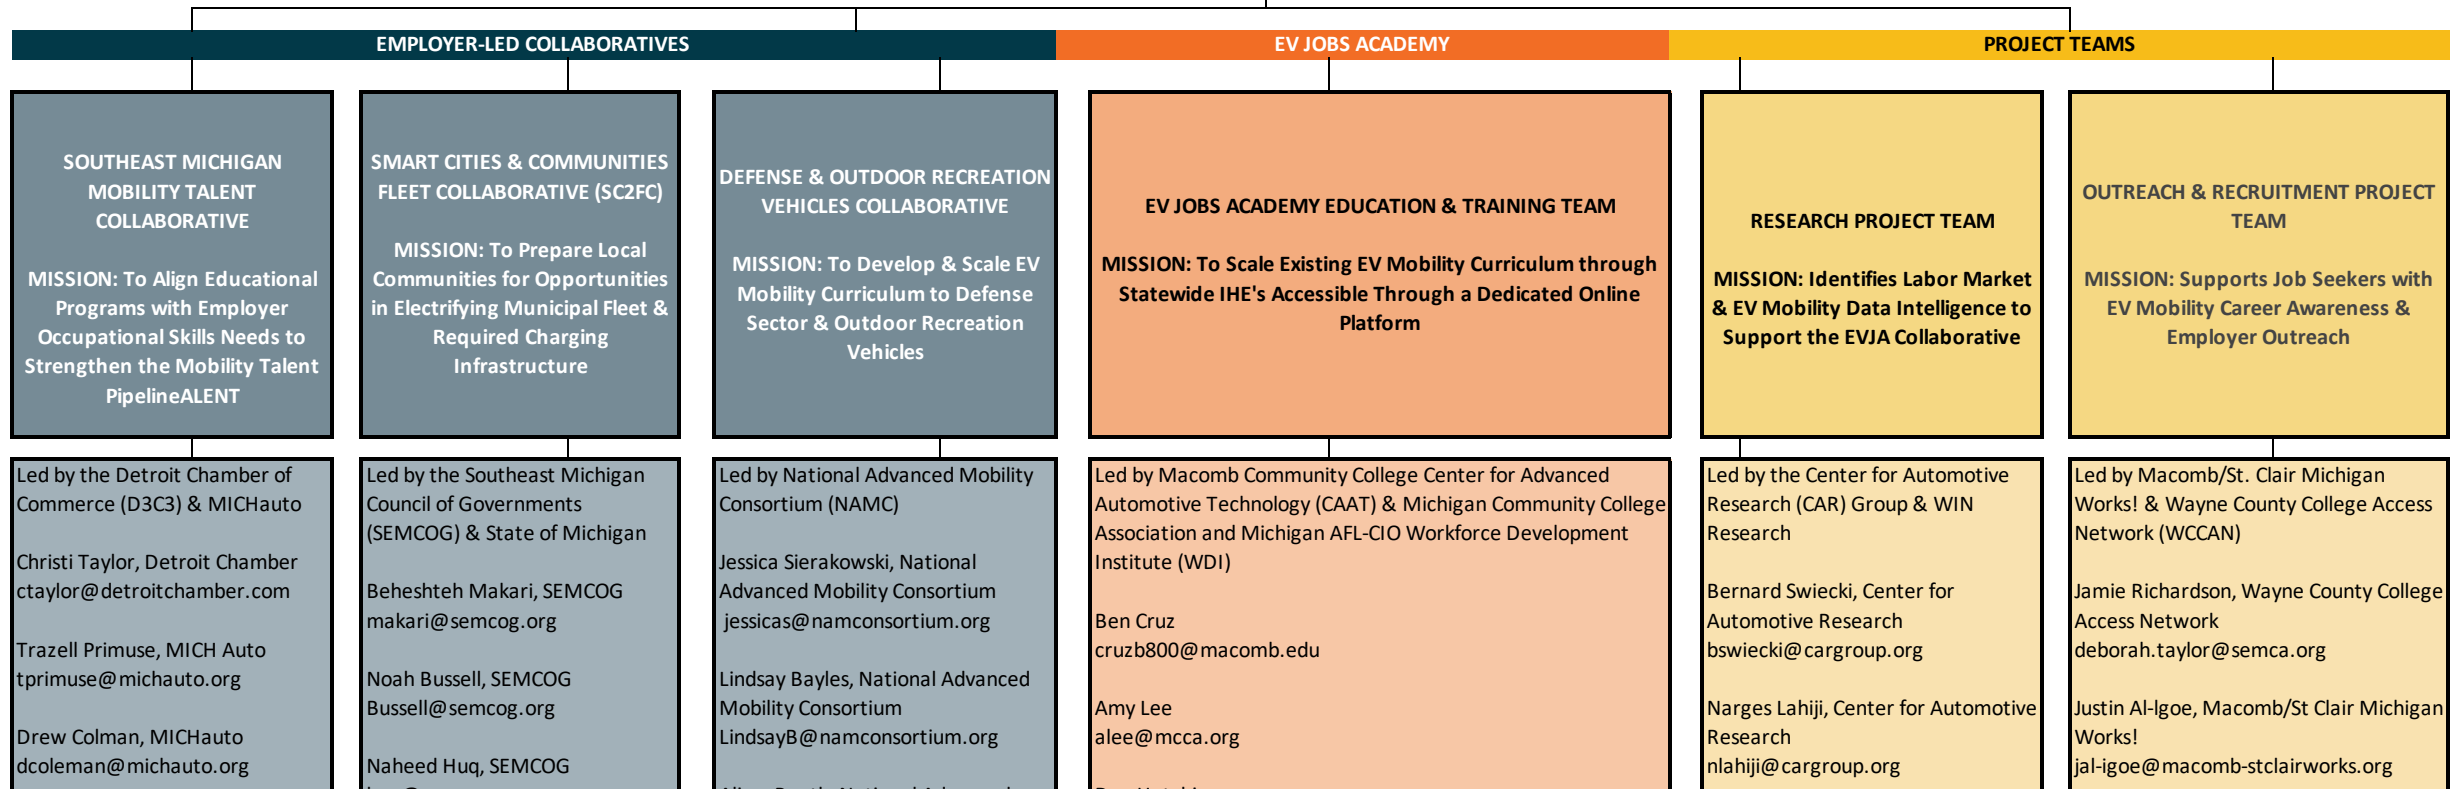 EMPLOYER-LED COLLABORATIVES
EV JOBS ACADEMY
PROJECT TEAMS
SOUTHEAST MICHIGAN
MOBILITY TALENT
COLLABORATIVE
MISSION: To Align Educational
Programs with Employer
Occupational Skills Needs to
Strengthen the Mobility Talent
PipelineALENT
SMART CITIES & COMMUNITIES
FLEET COLLABORATIVE (SC2FC)
MISSION: To Prepare Local
Communities for Opportunities
in Electrifying Municipal Fleet &
Required Charging
Infrastructure
DEFENSE & OUTDOOR RECREATION
VEHICLES COLLABORATIVE
MISSION: To Develop & Scale EV
Mobility Curriculum to Defense
Sector & Outdoor Recreation
Vehicles
EV JOBS ACADEMY EDUCATION & TRAINING TEAM
MISSION: To Scale Existing EV Mobility Curriculum through
Statewide IHE's Accessible Through a Dedicated Online
Platform
RESEARCH PROJECT TEAM
MISSION: Identifies Labor Market
& EV Mobility Data Intelligence to
Support the EVJA Collaborative
OUTREACH & RECRUITMENT PROJECT
TEAM
MISSION: Supports Job Seekers with
EV Mobility Career Awareness &
Employer Outreach
Led by the Detroit Chamber of
Commerce (D3C3) & MICHauto
Christi Taylor, Detroit Chamber
ctaylor@detroitchamber.com
Trazell Primuse, MICH Auto
tprimuse@michauto.org
Drew Colman, MICHauto
dcoleman@michauto.org
Led by the Southeast Michigan
Council of Governments
(SEMCOG) & State of Michigan
Beheshteh Makari, SEMCOG
makari@semcog.org
Noah Bussell, SEMCOG
Bussell@semcog.org
Naheed Huq, SEMCOG
Led by National Advanced Mobility
Consortium (NAMC)
Jessica Sierakowski, National
Advanced Mobility Consortium
jessicas@namconsortium.org
Lindsay Bayles, National Advanced
Mobility Consortium
LindsayB@namconsortium.org
Led by Macomb Community College Center for Advanced
Automotive Technology (CAAT) & Michigan Community College
Association and Michigan AFL-CIO Workforce Development
Institute (WDI)
Ben Cruz
cruzb800@macomb.edu
Amy Lee
alee@mcca.org
Led by the Center for Automotive
Research (CAR) Group & WIN
Research
Bernard Swiecki, Center for
Automotive Research
bswiecki@cargroup.org
Narges Lahiji, Center for Automotive
Research
nlahiji@cargroup.org
Led by Macomb/St. Clair Michigan
Works! & Wayne County College Access
Network (WCCAN)
Jamie Richardson, Wayne County College
Access Network
deborah.taylor@semca.org
Justin Al-Igoe, Macomb/St Clair Michigan
Works!
jal-igoe@macomb-stclairworks.org